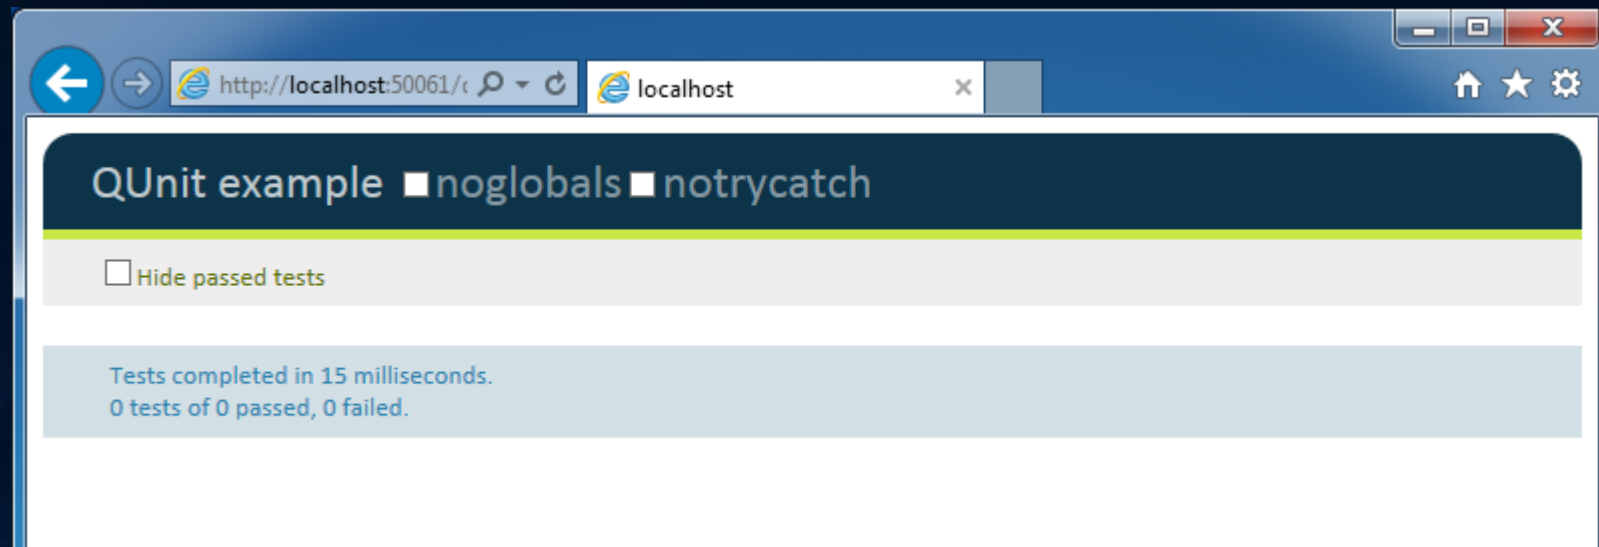 http://localhost:50061/
localhost
QUnit example noglobals notrycatch
Hide passed tests
Tests completed in 15 milliseconds.
0 tests of 0 passed, 0 failed.